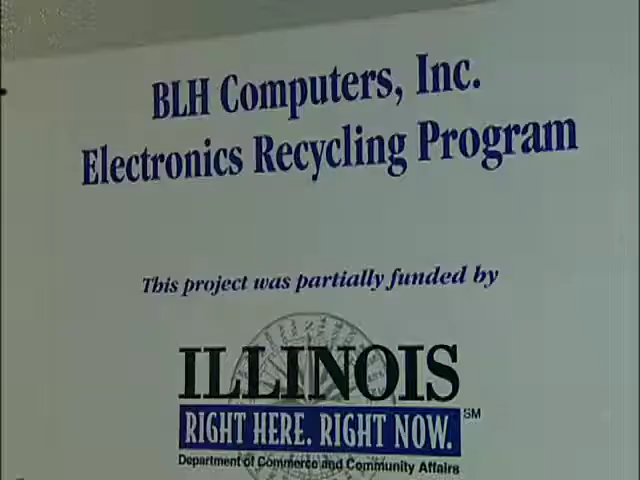 BLH Computers, Inc.
Electronics Recycling Program
This project was partially funded by
ILLINOIS
RIGHT HERE. RIGHT NOW. SM
Department of Commerce and Community Affairs